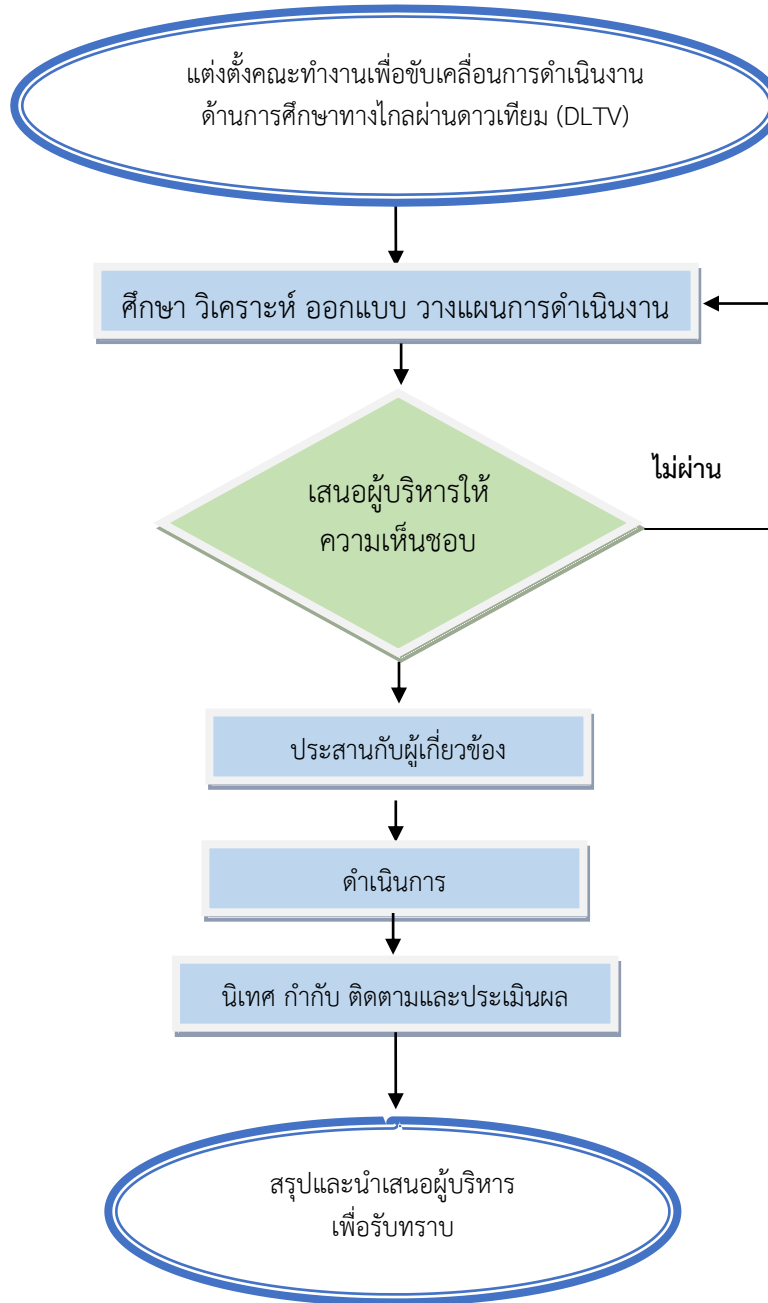 แต่งตั้งคณะทำงานเพื่อขับเคลื่อนการดำเนินงาน
ด้านการศึกษาทางไกลผ่านดาวเทียม (DLTV)
ศึกษา วิเคราะห์ ออกแบบ วางแผนการดำเนินงาน
ไม่ผ่าน
เสนอผู้บริหารให้
ความเห็นชอบ
ประสานกับผู้เกี่ยวข้อง
ดำเนินการ
นิเทศ กำกับ ติดตามและประเมินผล
สรุปและนำเสนอผู้บริหาร
เพื่อรับทราบ